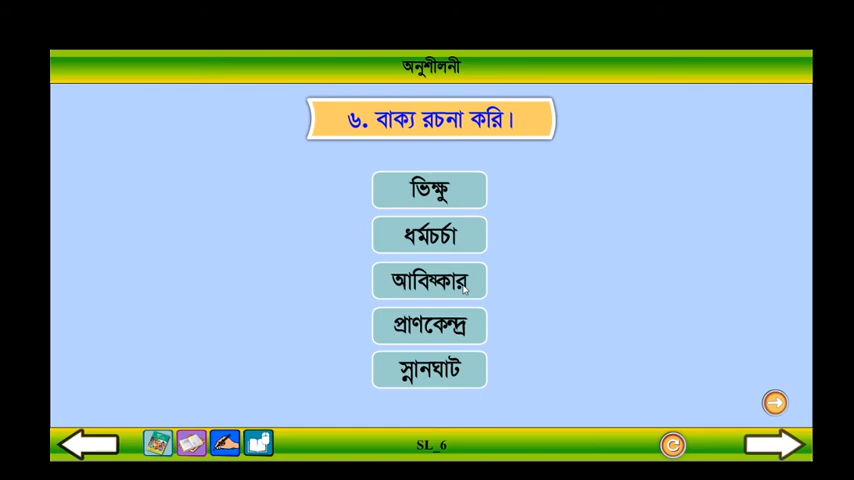 অনুশীলনী
৬. বাক্য রচনা করি।
ভিক্ষু
ধর্মচর্চা
আবিষ্কার
প্রাণকেন্দ্র
স্নানঘাট
SL_6